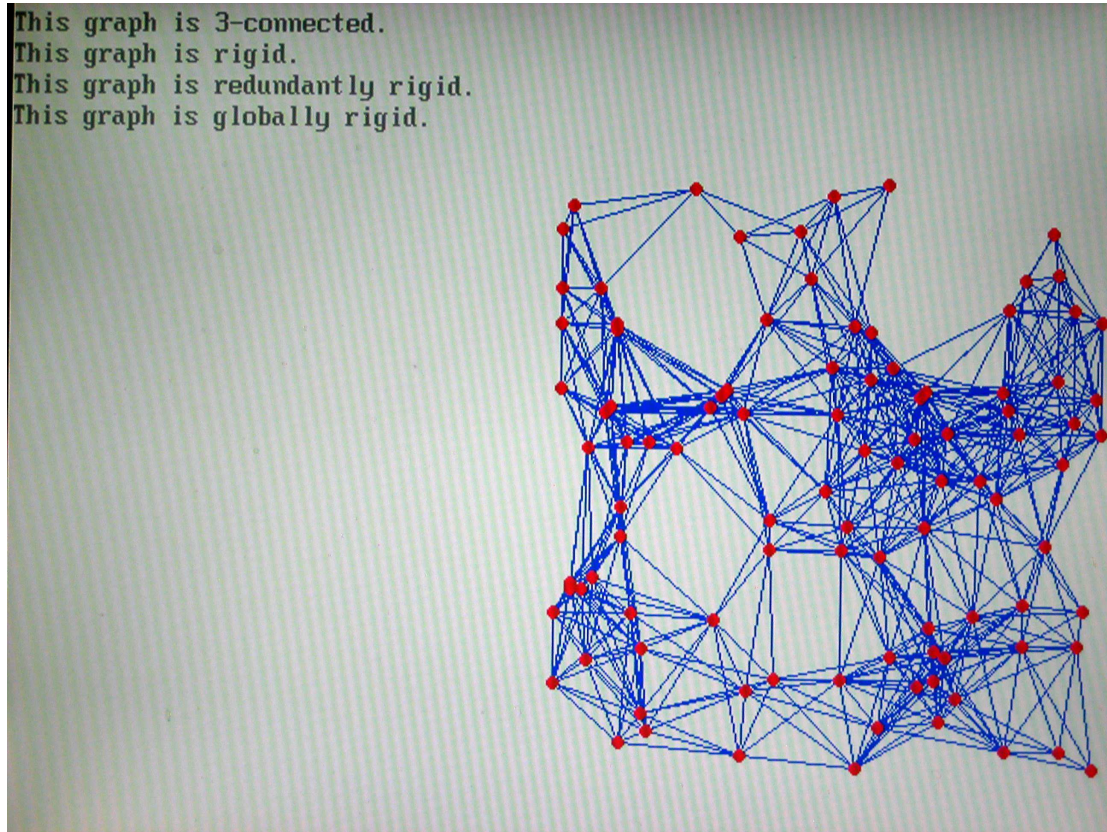 This graph is 3-connected.
This graph is rigid.
This graph is redundantly rigid.
This graph is globally rigid.